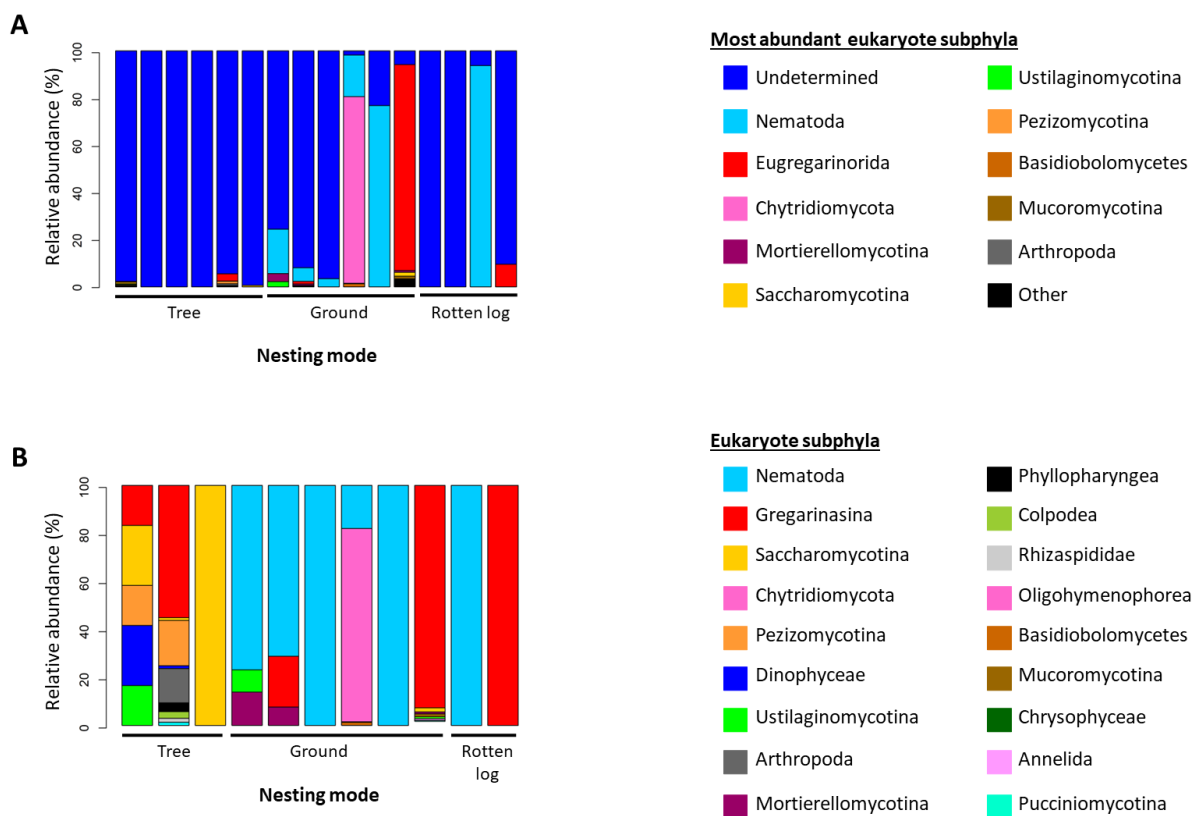 A
Relative abundance (%)
100
80
60
40
20
0
Tree
Ground
Rotten log
Nesting mode
Most abundant eukaryote subphyla
Undetermined
Nematoda
Eugregarinorida
Chytridiomycota
Mortierellomycotina
Saccharomycotina
Ustilaginomycotina
Pezizomycotina
Basidiobolomycetes
Mucoromycotina
Arthropoda
Other
B
Relative abundance (%)
100
80
60
40
20
0
Tree
Ground
Rotten
log
Nesting mode
Eukaryote subphyla
Nematoda
Gregarinasina
Saccharomycotina
Chytridiomycota
Pezizomycotina
Dinophyceae
Ustilaginomycotina
Arthropoda
Mortierellomycotina
Phyllopharyngea
Colpodea
Rhizaspididae
Oligohymenophorea
Basidiobolomycetes
Mucoromycotina
Chrysophyceae
Annelida
Pucciniomycotina